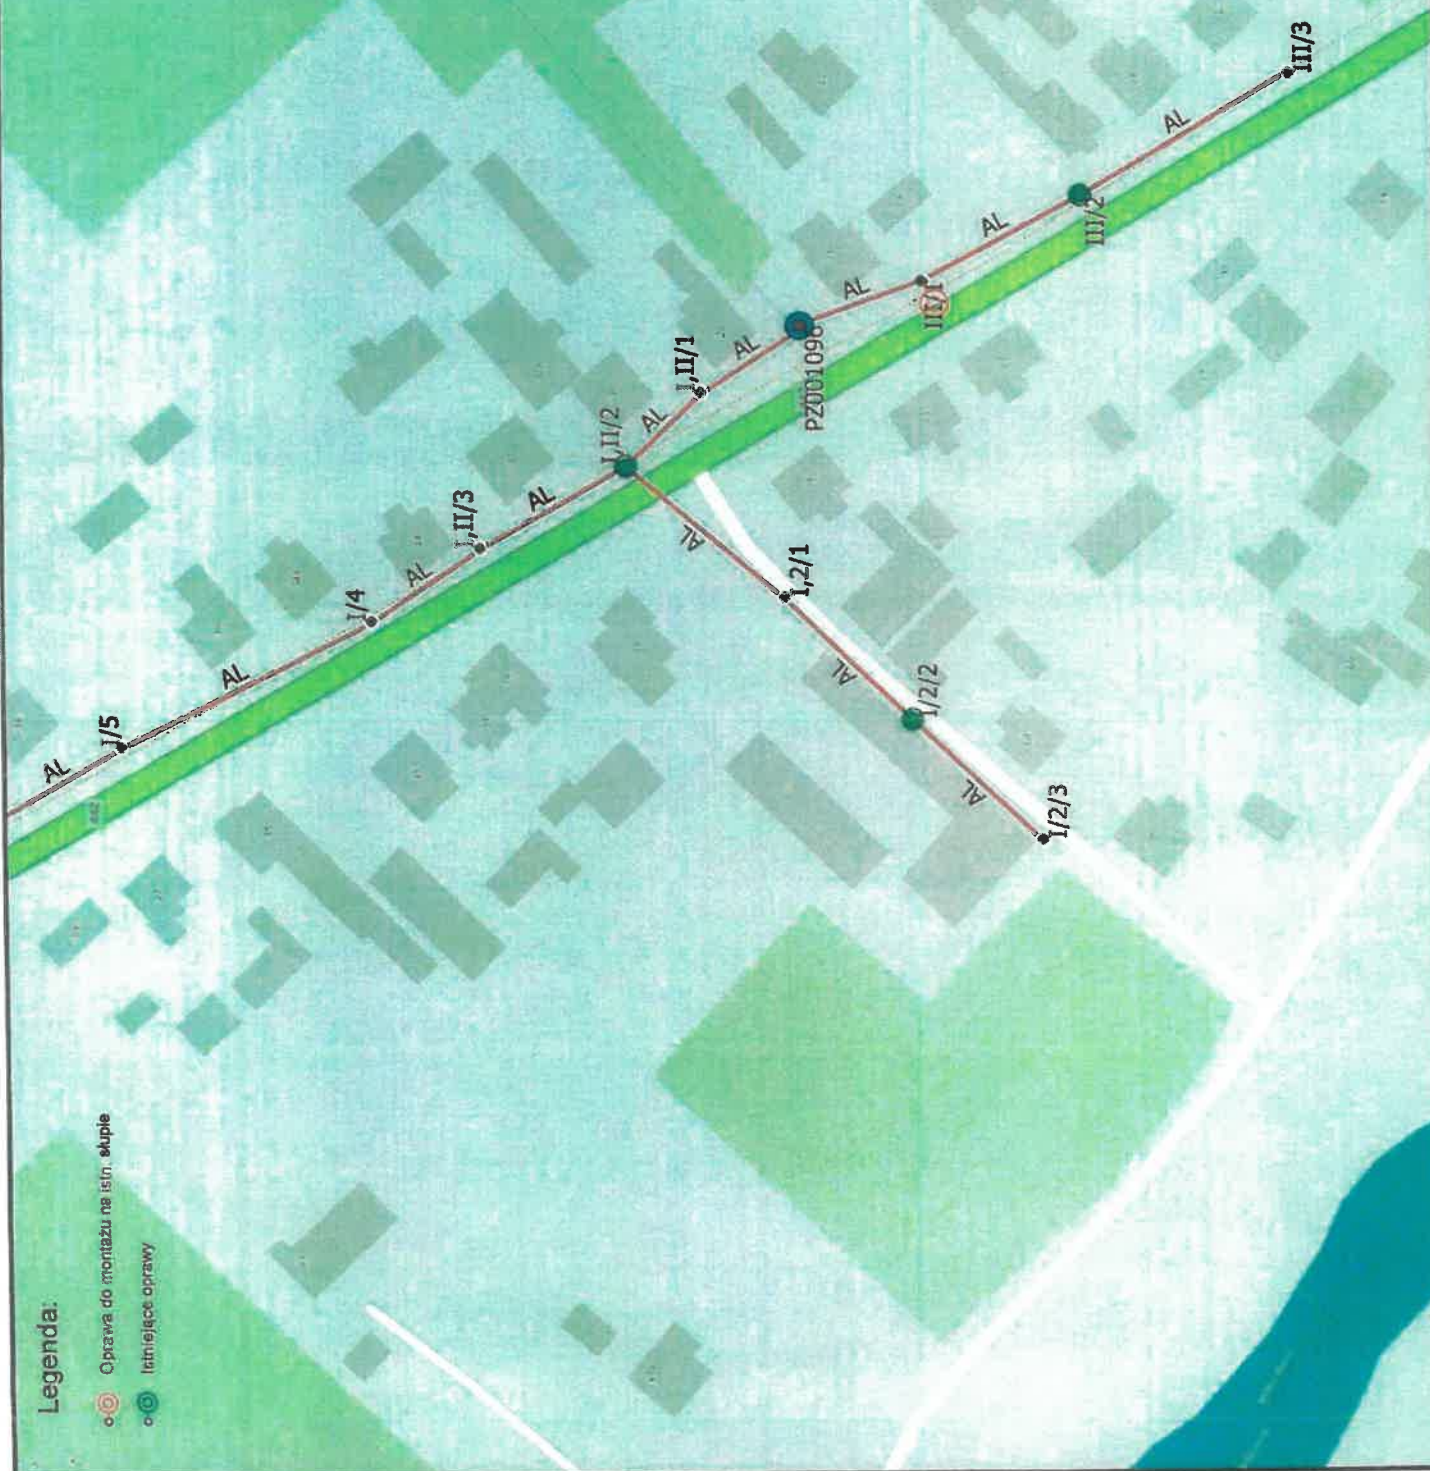 Legenda:
Oprawa do montażu na istn. słupie
Istniejące oprawy
AL
I/5
AL
I/4
AL
I,II/3
AL
I,II/2
AL
I,II/1
AL
PZ001096
AL
III/1
AL
III/2
AL
III/3
AL
I,2/1
AL
I/2/2
AL
I/2/3